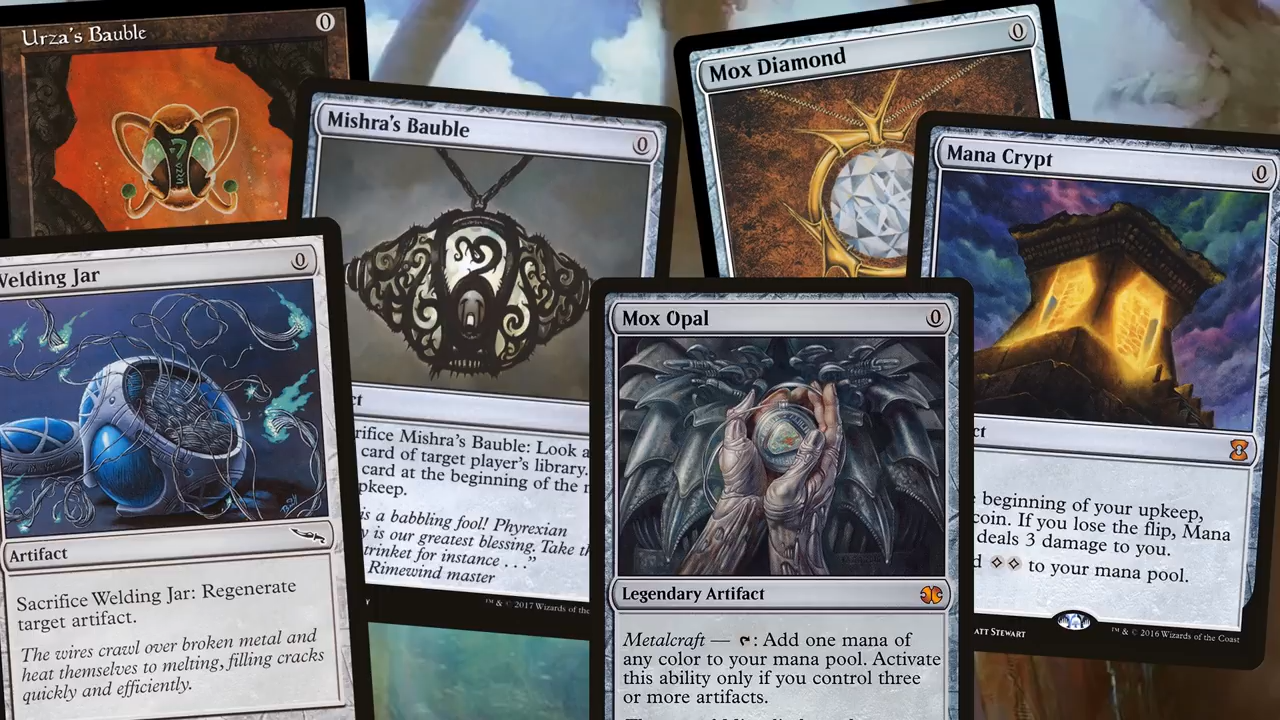 Urza's Bauble
0
Mishra's Bauble
0
rifice Mishra's Bauble: Look a
card of target player's library.
card at the beginning of the n
pkeep.
is a babbling fool! Phyrexian
y is our greatest blessing. Take th
trinket for instance . . ."
Rimewind master
™ & © 2017 Wizards of the
Mox Diamond
0
Mana Crypt
0
ct
beginning of your upkeep,
coin. If you lose the flip, Mana
deals 3 damage to you.
to your mana pool.
ATT STEWART
™ & © 2016 Wizards of the Coast
Welding Jar
0
Artifact
Sacrifice Welding Jar: Regenerate
target artifact.
The wires crawl over broken metal and
heat themselves to melting, filling cracks
quickly and efficiently.
Mox Opal
0
Legendary Artifact
Metalcraft — : Add one mana of
any color to your mana pool. Activate
this ability only if you control three
or more artifacts.